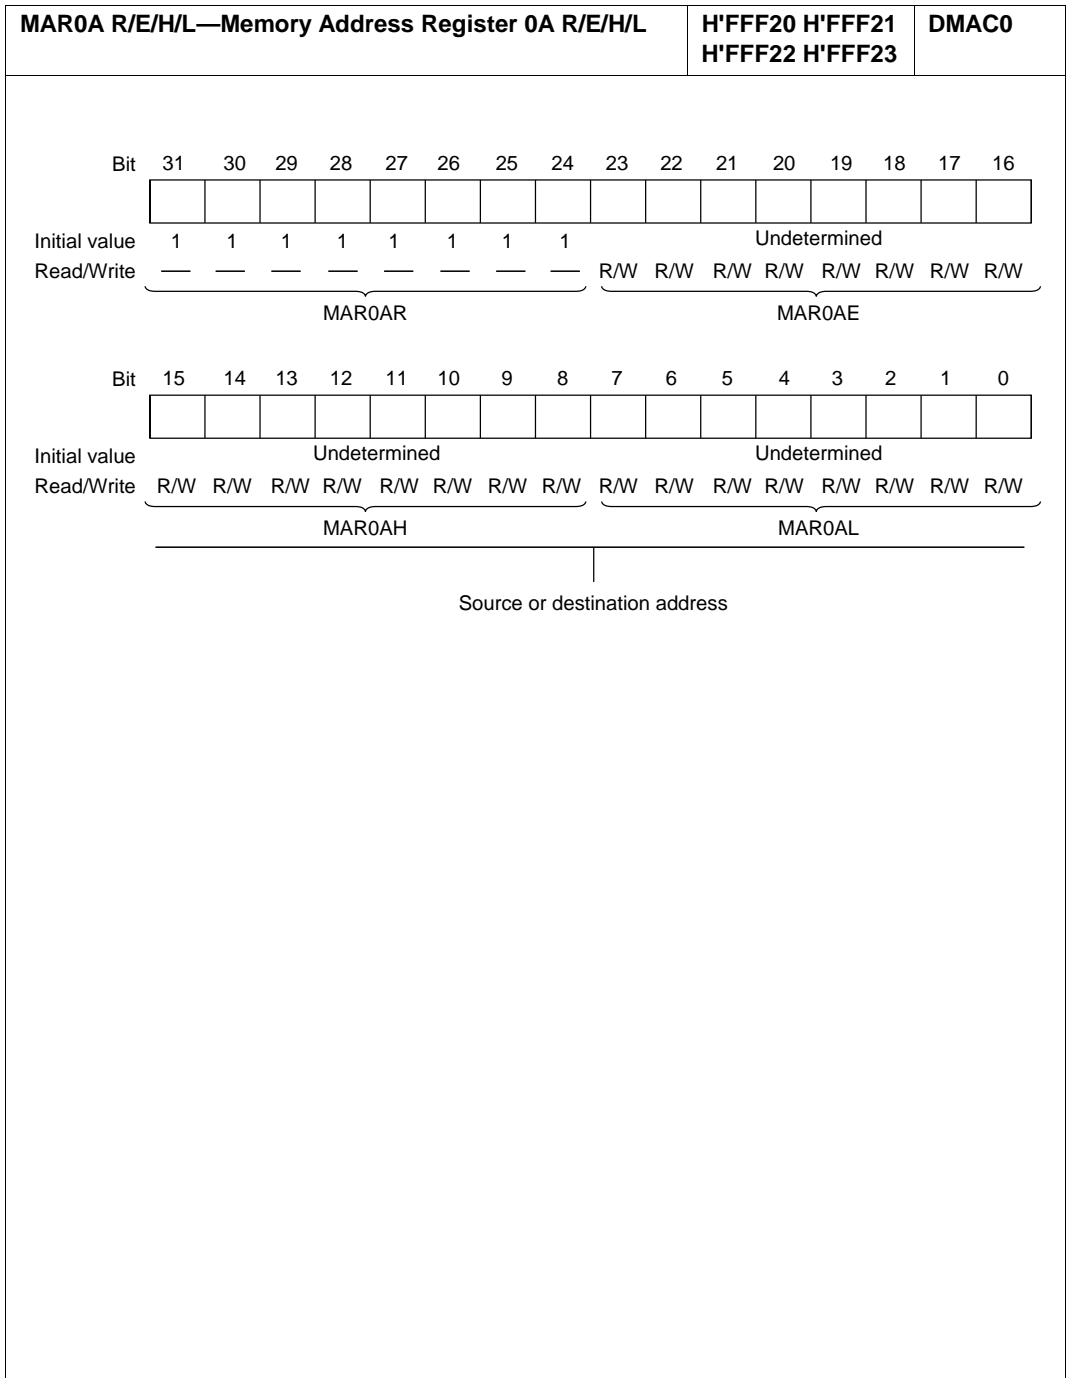 MAR0A R/E/H/L—Memory Address Register 0A R/E/H/L
H'FFF20 H'FFF21
H'FFF22 H'FFF23
DMAC0
Bit 31 30 29 28 27 26 25 24 23 22 21 20 19 18 17 16
Initial value 1 1 1 1 1 1 1 1 Undetermined
Read/Write — — — — — — — — R/W R/W R/W R/W R/W R/W R/W R/W
MAR0AR MAR0AE
Bit 15 14 13 12 11 10 9 8 7 6 5 4 3 2 1 0
Initial value Undetermined Undetermined
Read/Write R/W R/W R/W R/W R/W R/W R/W R/W R/W R/W R/W R/W R/W R/W R/W R/W
MAR0AH MAR0AL
Source or destination address